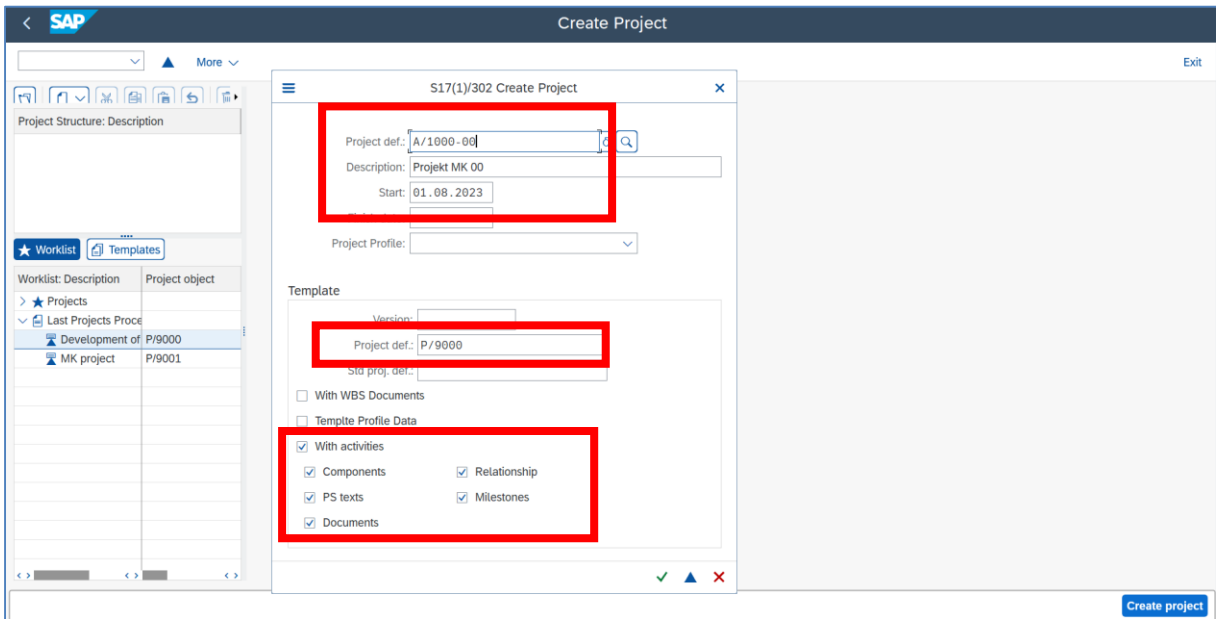 SAP
Create Project
More
Exit
S17(1)/302 Create Project
Project Structure: Description
Project def.: A/1000-00
Description: Projekt MK 00
Start: 01.08.2023
Project Profile:
Worklist
Templates
Worklist: Description
Project object
Projects
Last Projects Proce
Development of
P/9000
MK project
P/9001
Template
Version:
Project def.: P/9000
Std proj. def.:
With WBS Documents
Templte Profile Data
With activities
Components
Relationship
PS texts
Milestones
Documents
Create project